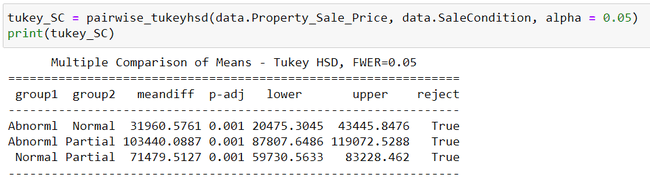 tukey_SC = pairwise_tukeyhsd(data.Property_Sale_Price, data.SaleCondition, alpha = 0.05)
print(tukey_SC)
Multiple Comparison of Means - Tukey HSD, FWER=0.05
===========================================================
group1 group2 meandiff p-adj lower upper reject
-----------------------------------------------------------
Abnorml Normal 31960.5761 0.001 20475.3045 43445.8476 True
Abnorml Partial 103440.0887 0.001 87807.6486 119072.5288 True
Normal Partial 71479.5127 0.001 59730.5633 83228.462 True
-----------------------------------------------------------